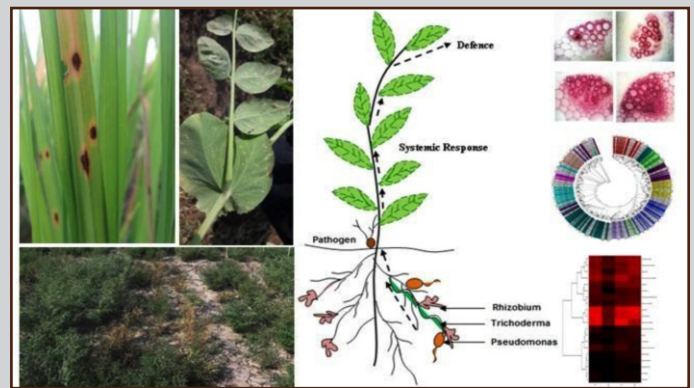 Defence
Systemic Response
Pathogen
Rhizobium
Trichoderma
Pseudomonas